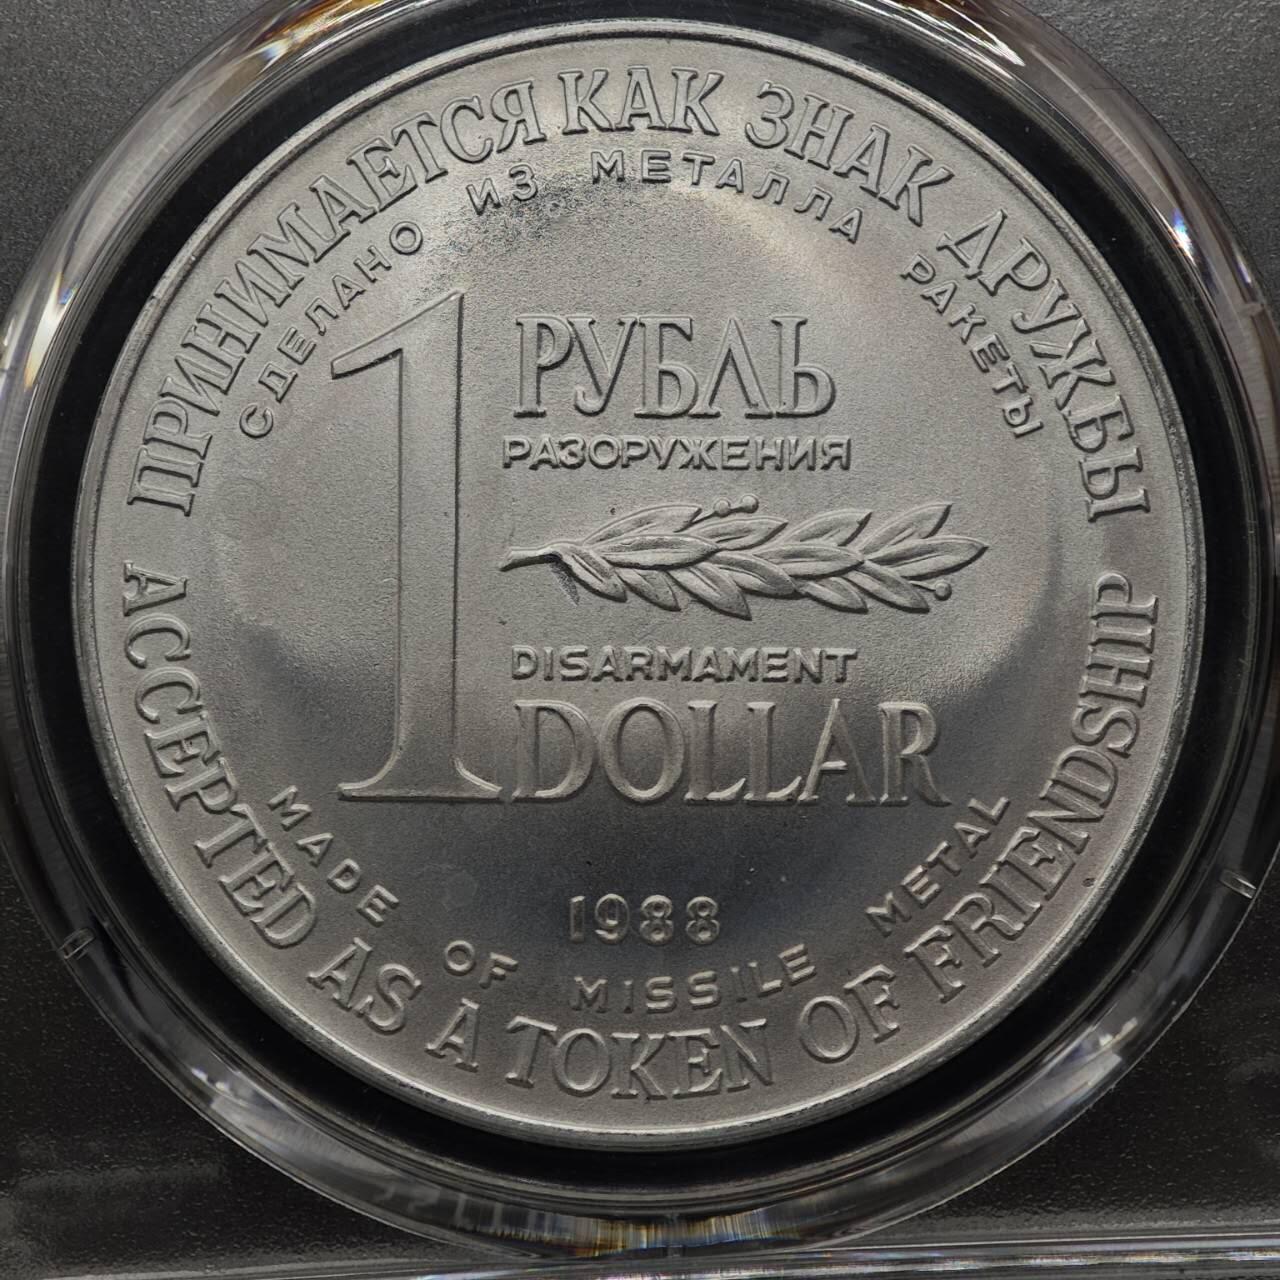 ПРИНИМАЕТСЯ КАК ЗНАК ДРУЖБЫ
СДЕЛАНО ИЗ МЕТАЛЛА РАКЕТЫ
1 РУБЛЬ
РАЗОРУЖЕНИЯ
DISARMAMENT
DOLLAR
1988
MADE OF MISSILE METAL
ACCEPTED AS A TOKEN OF FRIENDSHIP